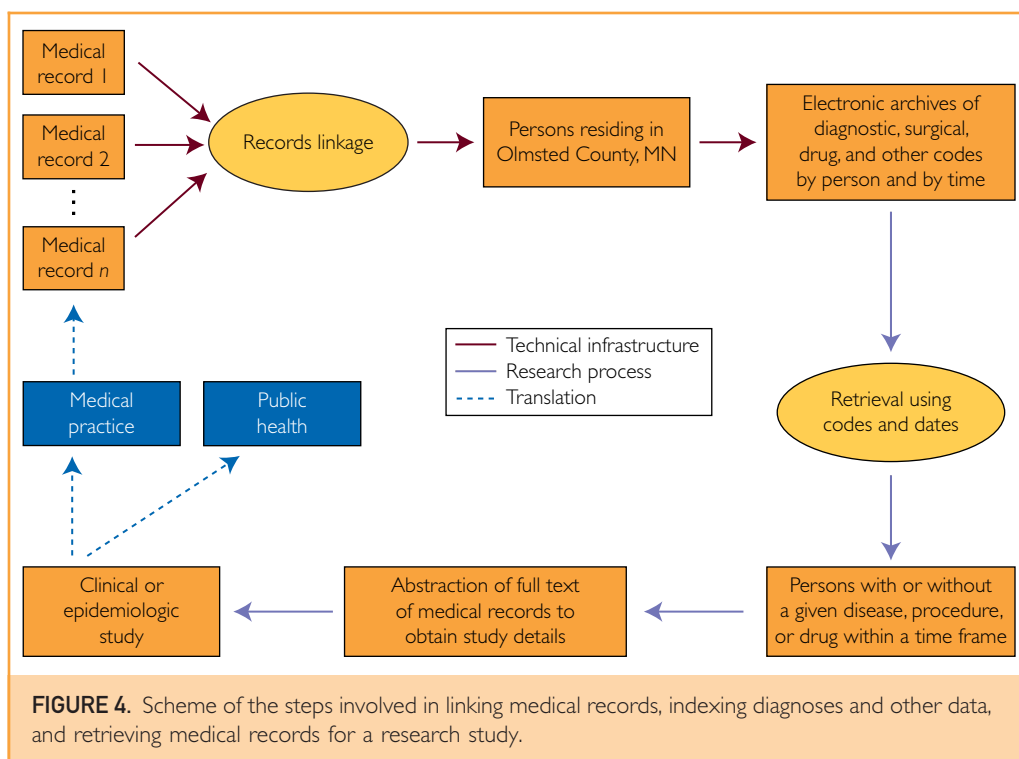 Medical
record 1
Medical
record 2
Medical
record n
Records linkage
Persons residing in
Olmsted County, MN
Electronic archives of
diagnostic, surgical,
drug, and other codes
by person and by time
Technical infrastructure
Research process
Translation
Medical
practice
Public
health
Retrieval using
codes and dates
Clinical or
epidemiologic
study
Abstraction of full text
of medical records to
obtain study details
Persons with or without
a given disease, procedure,
or drug within a time frame
FIGURE 4. Scheme of the steps involved in linking medical records, indexing diagnoses and other data,
and retrieving medical records for a research study.